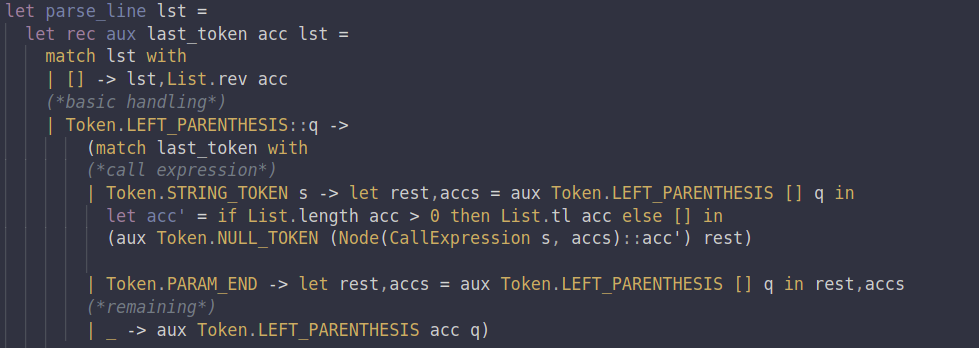 let parse_line lst =
  let rec aux last_token acc lst =
    match lst with
    | [] -> lst,List.rev acc
    (*basic handling*)
    | Token.LEFT_PARENTHESIS::q ->
        (match last_token with
        (*call expression*)
        | Token.STRING_TOKEN s -> let rest,accs = aux Token.LEFT_PARENTHESIS [] q in
          let acc' = if List.length acc > 0 then List.tl acc else [] in
          (aux Token.NULL_TOKEN (Node(CallExpression s, accs)::acc') rest)
        | Token.PARAM_END -> let rest,accs = aux Token.LEFT_PARENTHESIS [] q in rest,accs
        (*remaining*)
        | _ -> aux Token.LEFT_PARENTHESIS acc q)